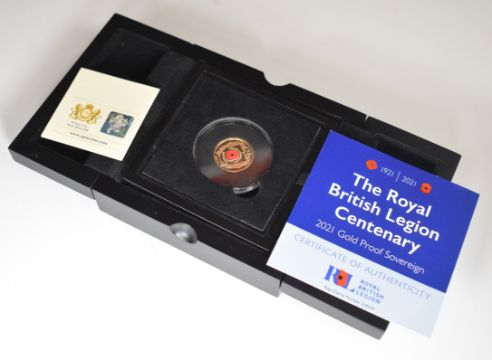 1921 | 2021
The Royal
British Legion
Centenary
2021 Gold Proof Sovereign
CERTIFICATE OF AUTHENTICITY
ROYAL
BRITISH
LEGION